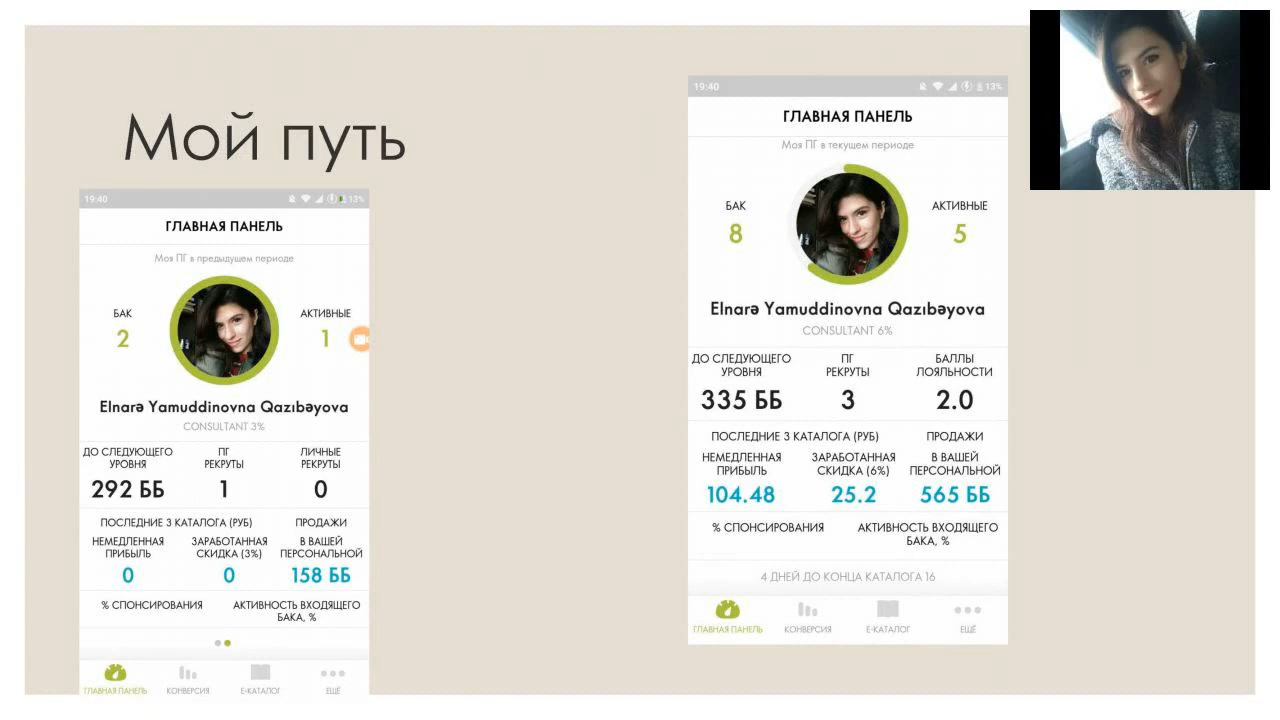 Мой путь
19:40 13%
ГЛАВНАЯ ПАНЕЛЬ
Моя ПГ в предыдущем периоде
БАК АКТИВНЫЕ
2 1
Elnarə Yamuddinovna Qazıbəyova
CONSULTANT 3%
ДО СЛЕДУЮЩЕГО УРОВНЯ ПГ РЕКРУТЫ ЛИЧНЫЕ РЕКРУТЫ
292 ББ 1 0
ПОСЛЕДНИЕ 3 КАТАЛОГА (РУБ) ПРОДАЖИ
НЕМЕДЛЕННАЯ ПРИБЫЛЬ ЗАРАБОТАННАЯ СКИДКА (3%) В ВАШЕЙ ПЕРСОНАЛЬНОЙ
0 0 158 ББ
% СПОНСИРОВАНИЯ АКТИВНОСТЬ ВХОДЯЩЕГО БАКА, %
ГЛАВНАЯ ПАНЕЛЬ КОНВЕРСИЯ Е-КАТАЛОГ ЕЩЁ
19:40 13%
ГЛАВНАЯ ПАНЕЛЬ
Моя ПГ в текущем периоде
БАК АКТИВНЫЕ
8 5
Elnarə Yamuddinovna Qazıbəyova
CONSULTANT 6%
ДО СЛЕДУЮЩЕГО УРОВНЯ ПГ РЕКРУТЫ БАЛЛЫ ЛОЯЛЬНОСТИ
335 ББ 3 2.0
ПОСЛЕДНИЕ 3 КАТАЛОГА (РУБ) ПРОДАЖИ
НЕМЕДЛЕННАЯ ПРИБЫЛЬ ЗАРАБОТАННАЯ СКИДКА (6%) В ВАШЕЙ ПЕРСОНАЛЬНОЙ
104.48 25.2 565 ББ
% СПОНСИРОВАНИЯ АКТИВНОСТЬ ВХОДЯЩЕГО БАКА, %
4 ДНЕЙ ДО КОНЦА КАТАЛОГА 16
ГЛАВНАЯ ПАНЕЛЬ КОНВЕРСИЯ Е-КАТАЛОГ ЕЩЁ